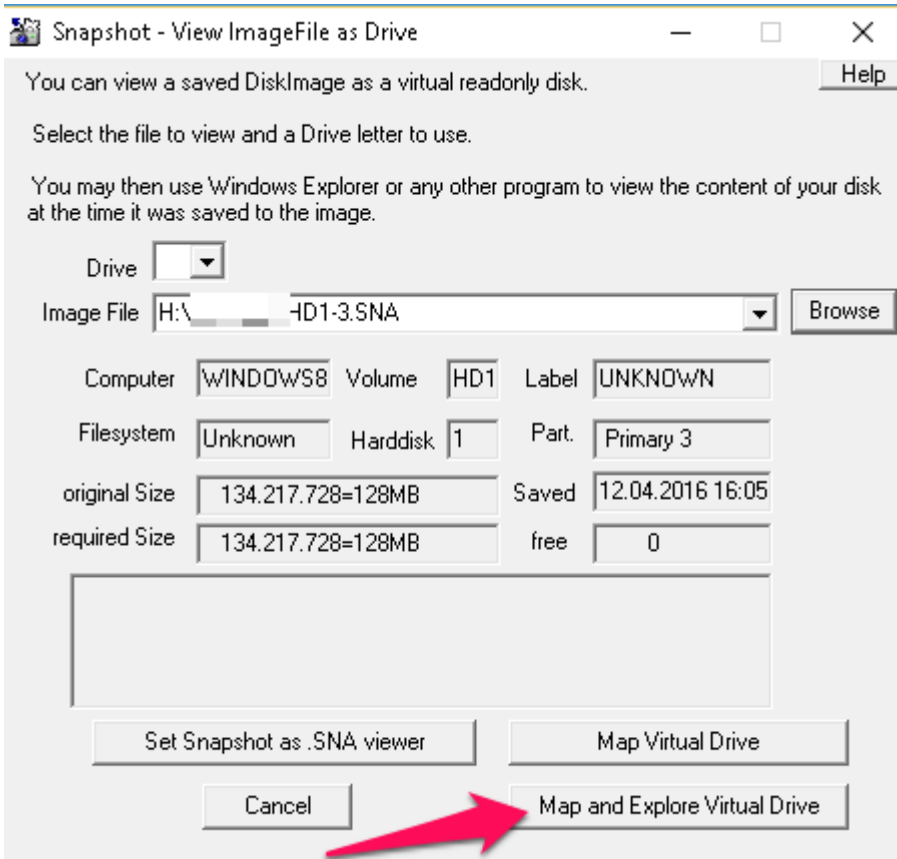 Snapshot - View ImageFile as Drive
You can view a saved DiskImage as a virtual readonly disk.
Help
Select the file to view and a Drive letter to use.
You may then use Windows Explorer or any other program to view the content of your disk
at the time it was saved to the image.
Drive
Image File H:\ HD1-3.SNA Browse
Computer WINDOWS8 Volume HD1 Label UNKNOWN
Filesystem Unknown Harddisk 1 Part. Primary 3
original Size 134.217.728=128MB Saved 12.04.2016 16:05
required Size 134.217.728=128MB free 0
Set Snapshot as .SNA viewer Map Virtual Drive
Cancel Map and Explore Virtual Drive